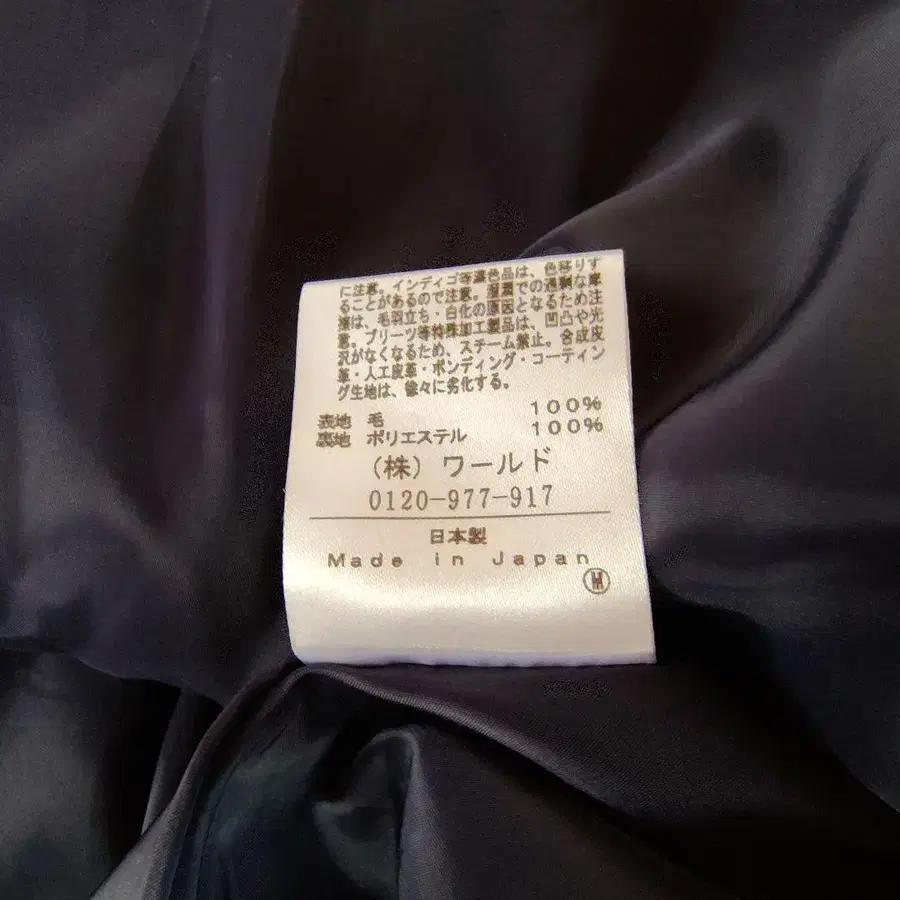 に注意。インディゴ等濃色品は、色移りす
ることがあるので注意。湿潤での過剰な摩
擦は、毛羽立ち・白化の原因となるため注
意。プリーツ等特殊加工製品は、凹凸や光
沢がなくなるため、スチーム禁止。合成皮
革・人工皮革・ボンディング・コーティン
グ生地は、徐々に劣化する。
表地 毛 100%
裏地 ポリエステル 100%
(株) ワールド
0120-977-917
日本製
Made in Japan